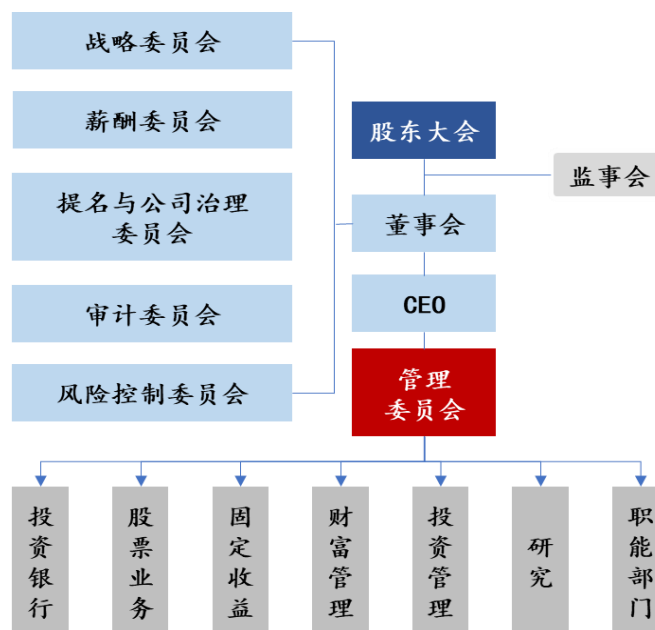 战略委员会
薪酬委员会
提名与公司治理
委员会
审计委员会
风险控制委员会
股东大会
监事会
董事会
CEO
管理
委员会
投资银行
股票业务
固定收益
财富管理
投资管理
研究
职能部门